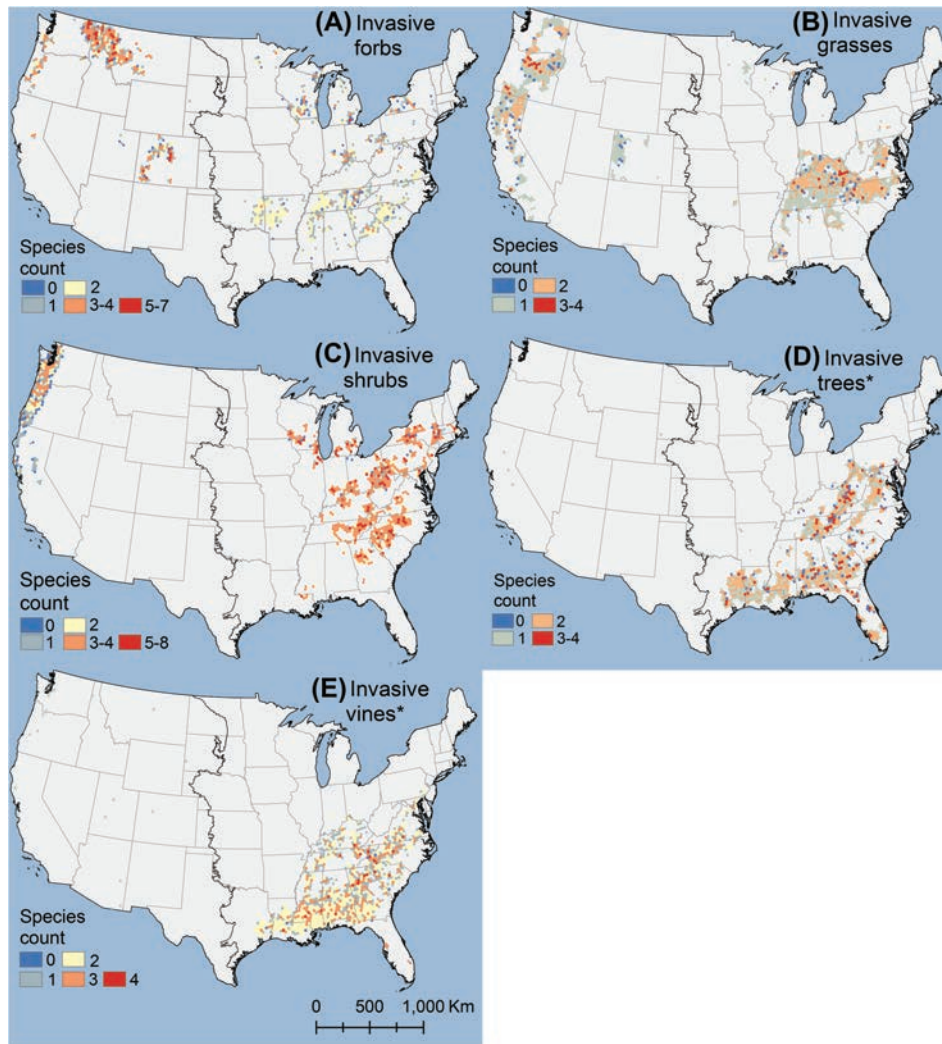 (A) Invasive
forbs
Species
count
0 2
1 3-4 5-7
(B) Invasive
grasses
Species
count
0 2
1 3-4
(C) Invasive
shrubs
Species
count
0 2
1 3-4 5-8
(D) Invasive
trees*
Species
count
0 2
1 3-4
(E) Invasive
vines*
Species
count
0 2
1 3 4
0 500 1,000 Km